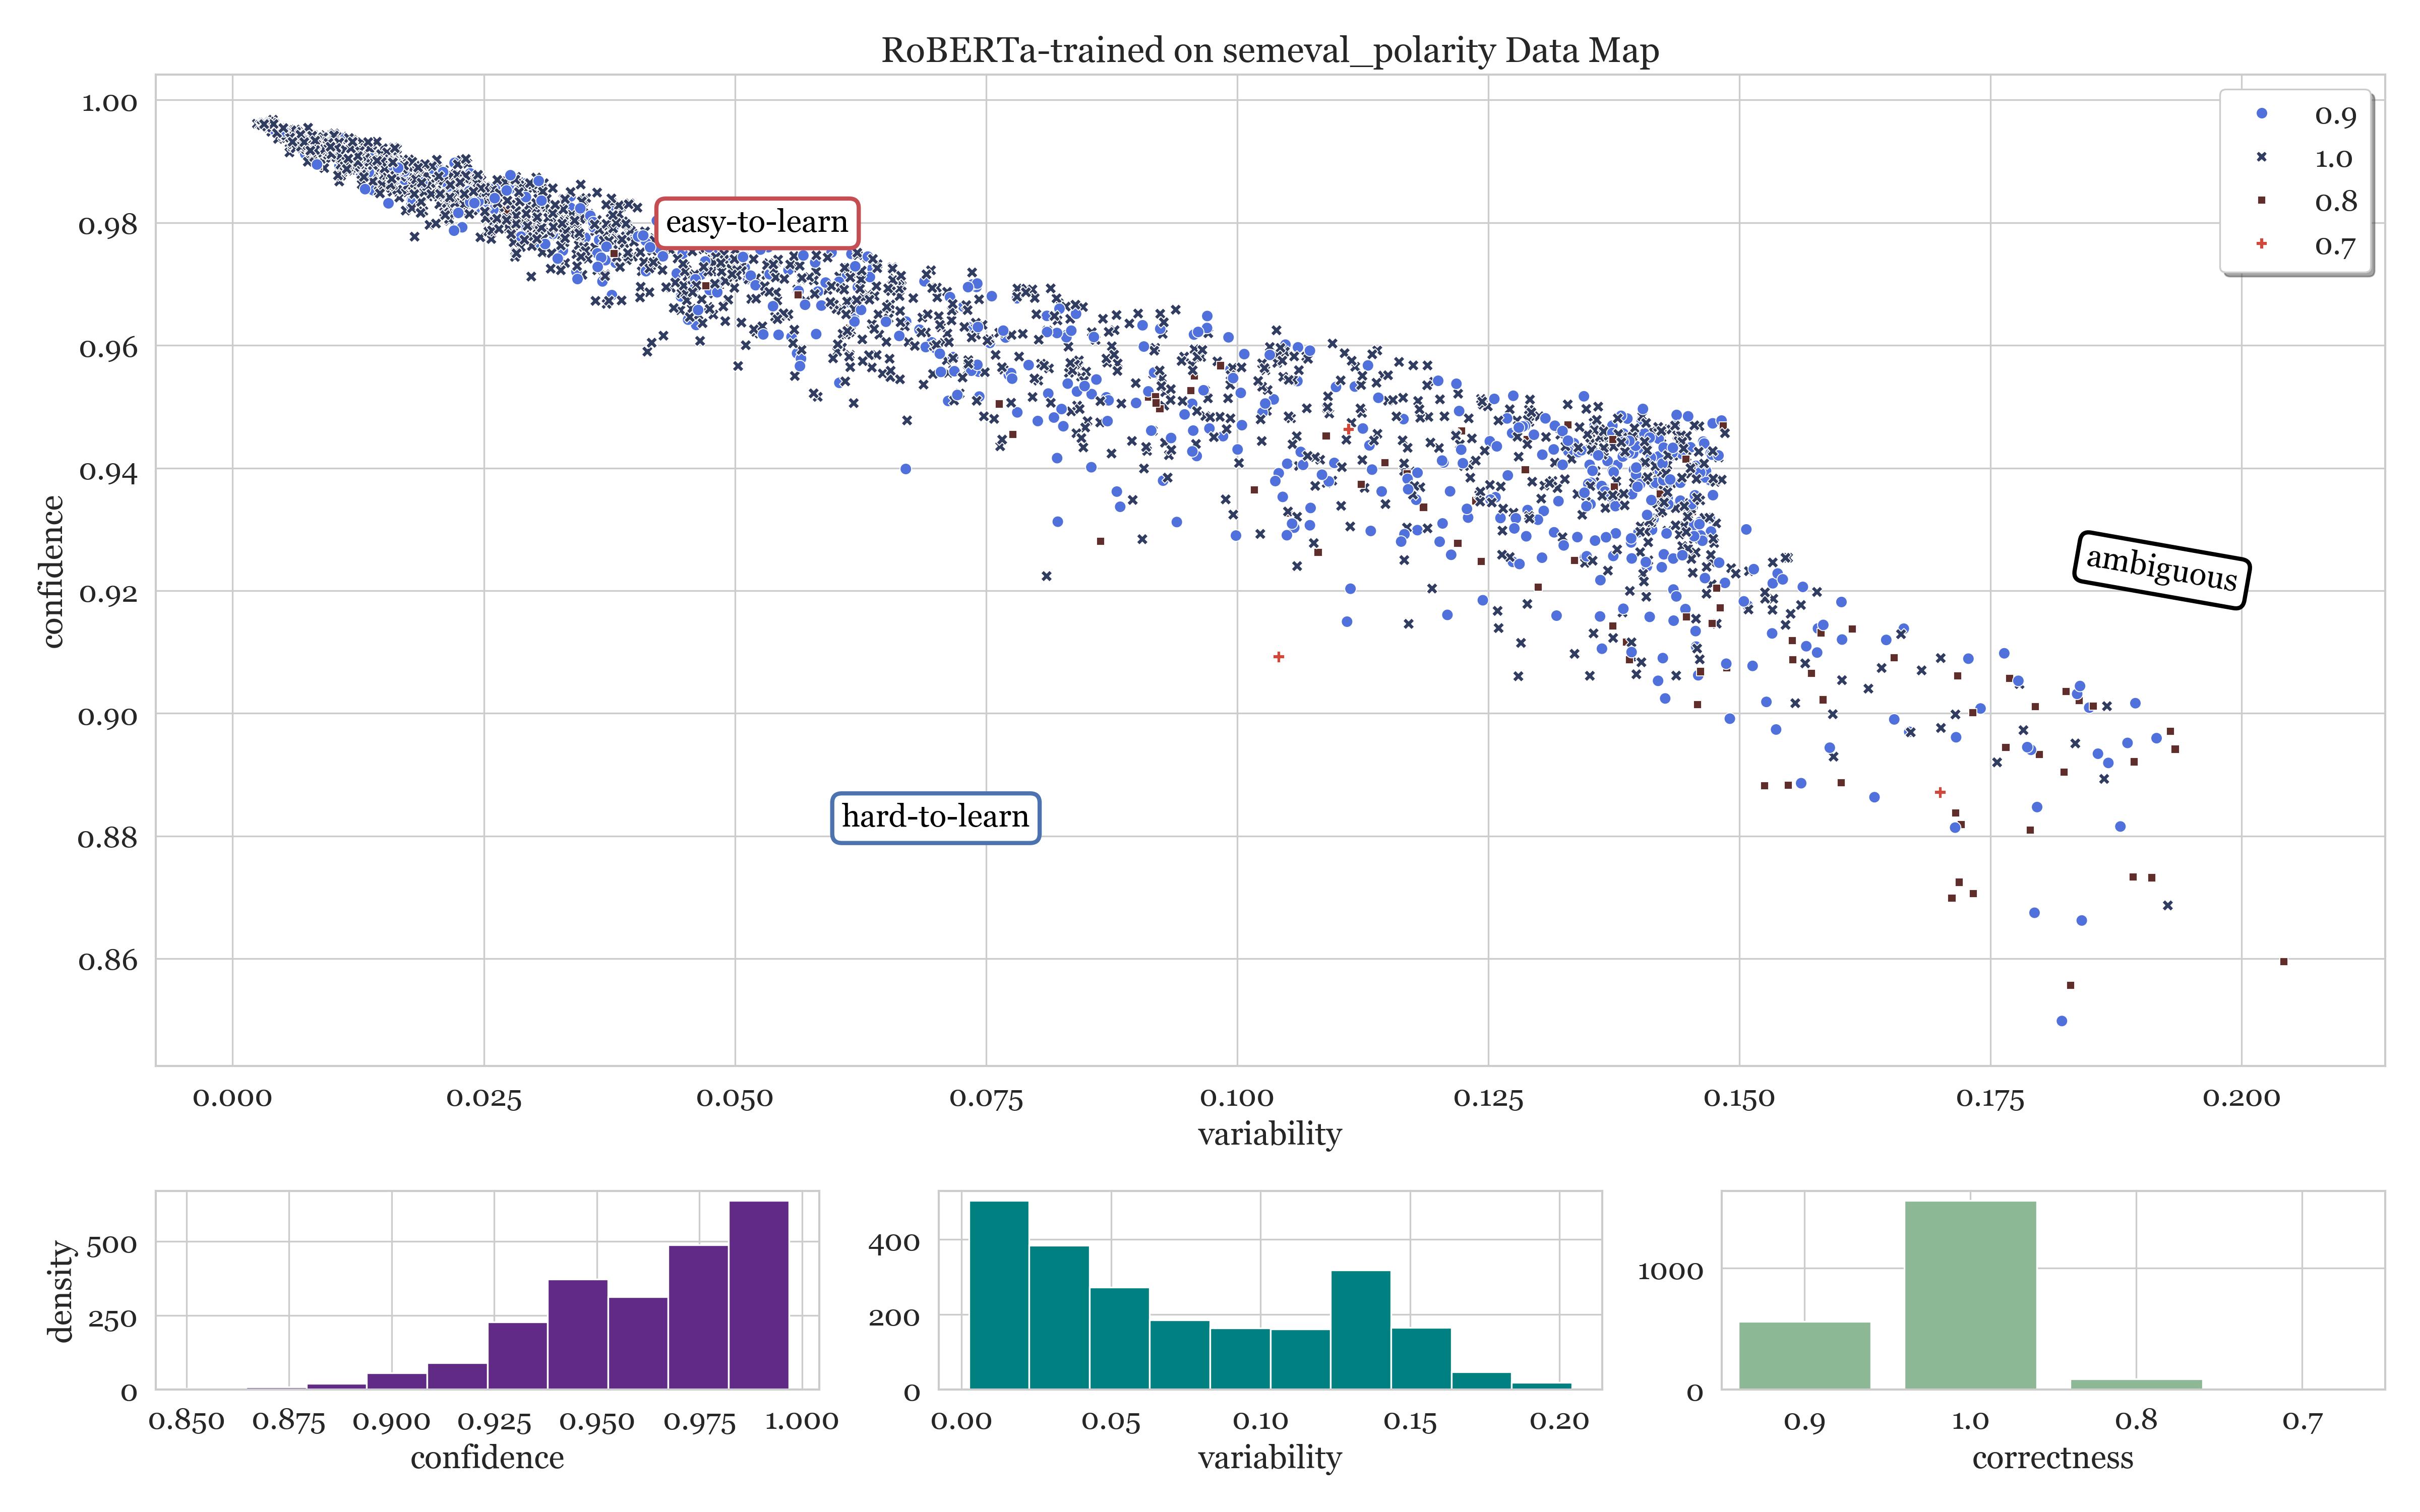 RoBERTa-trained on semeval_polarity Data Map
1.00
0.98
0.96
0.94
0.92
0.90
0.88
0.86
confidence
0.9
1.0
0.8
0.7
easy-to-learn
ambiguous
hard-to-learn
0.000 0.025 0.050 0.075 0.100 0.125 0.150 0.175 0.200
variability
density
500
250
0
0.850 0.875 0.900 0.925 0.950 0.975 1.000
confidence
400
200
0
0.00 0.05 0.10 0.15 0.20
variability
1000
0
0.9 1.0 0.8 0.7
correctness